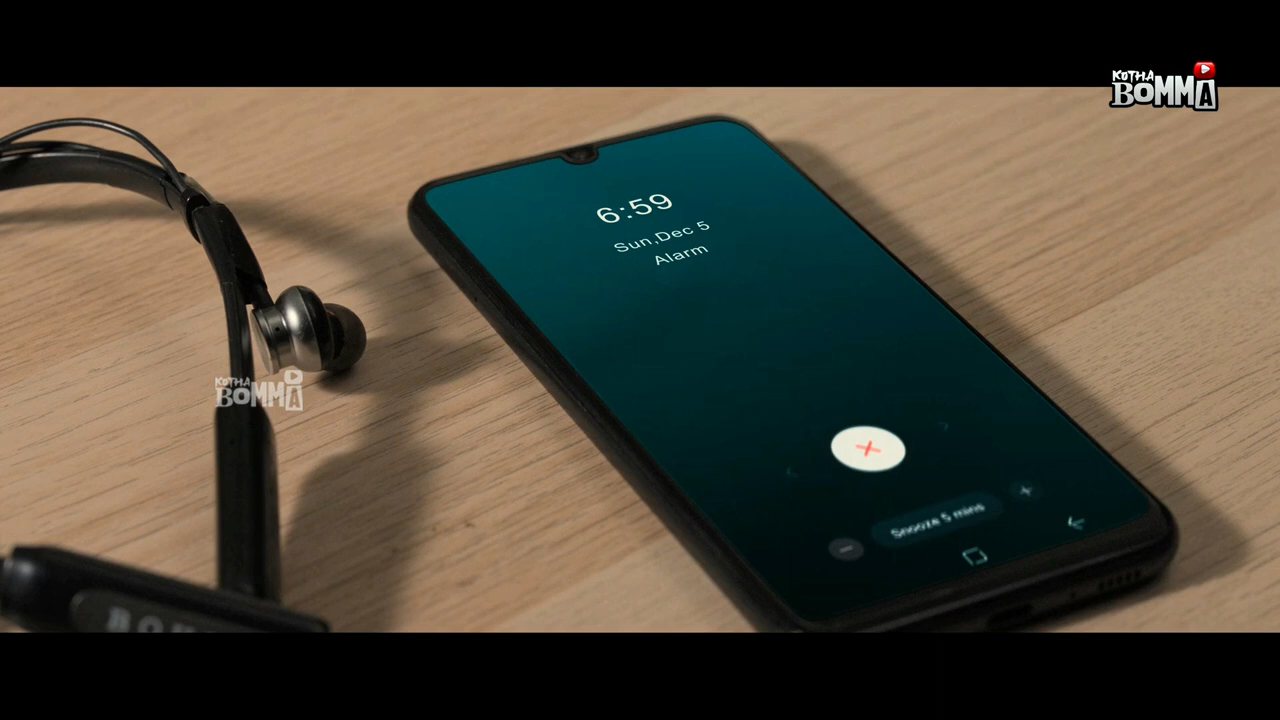 KOTHA
BOMMA
6:59
Sun,Dec 5
Alarm
KOTHA
BOMMA
Snooze 5 mins